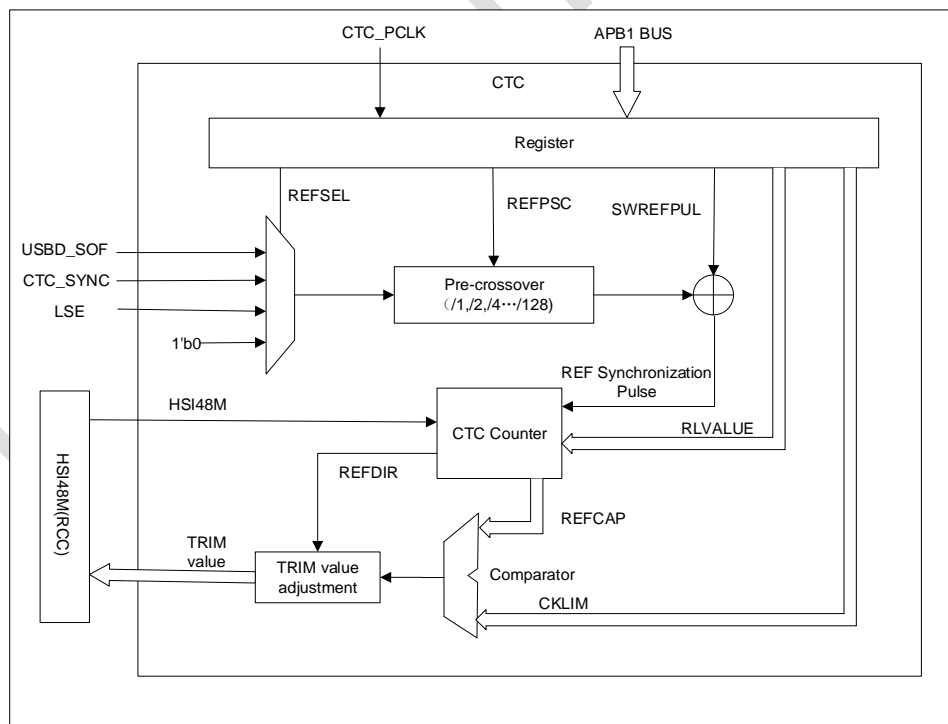 CTC_PCLK
APB1 BUS
CTC
Register
REFSEL
REFPSC
SWREFPUL
USBD_SOF
CTC_SYNC
LSE
1'b0
Pre-crossover
(/1,/2,/4···/128)
REF Synchronization
Pulse
HSI48M
CTC Counter
RLVALUE
REFDIR
REFCAP
HSI48M(RCC)
TRIM
value
TRIM value
adjustment
Comparator
CKLIM